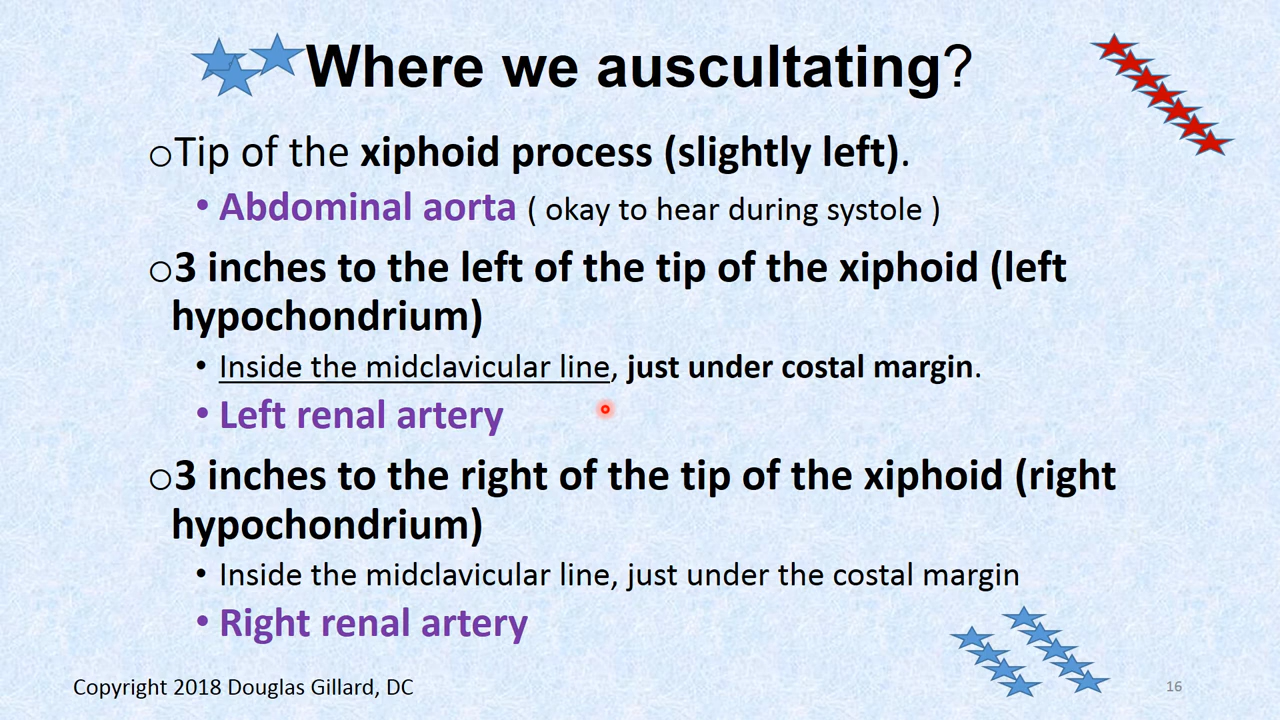 Where we auscultating?
oTip of the xiphoid process (slightly left).
• Abdominal aorta ( okay to hear during systole )
o3 inches to the left of the tip of the xiphoid (left
hypochondrium)
• Inside the midclavicular line, just under costal margin.
• Left renal artery
o3 inches to the right of the tip of the xiphoid (right
hypochondrium)
• Inside the midclavicular line, just under the costal margin
• Right renal artery
Copyright 2018 Douglas Gillard, DC
16